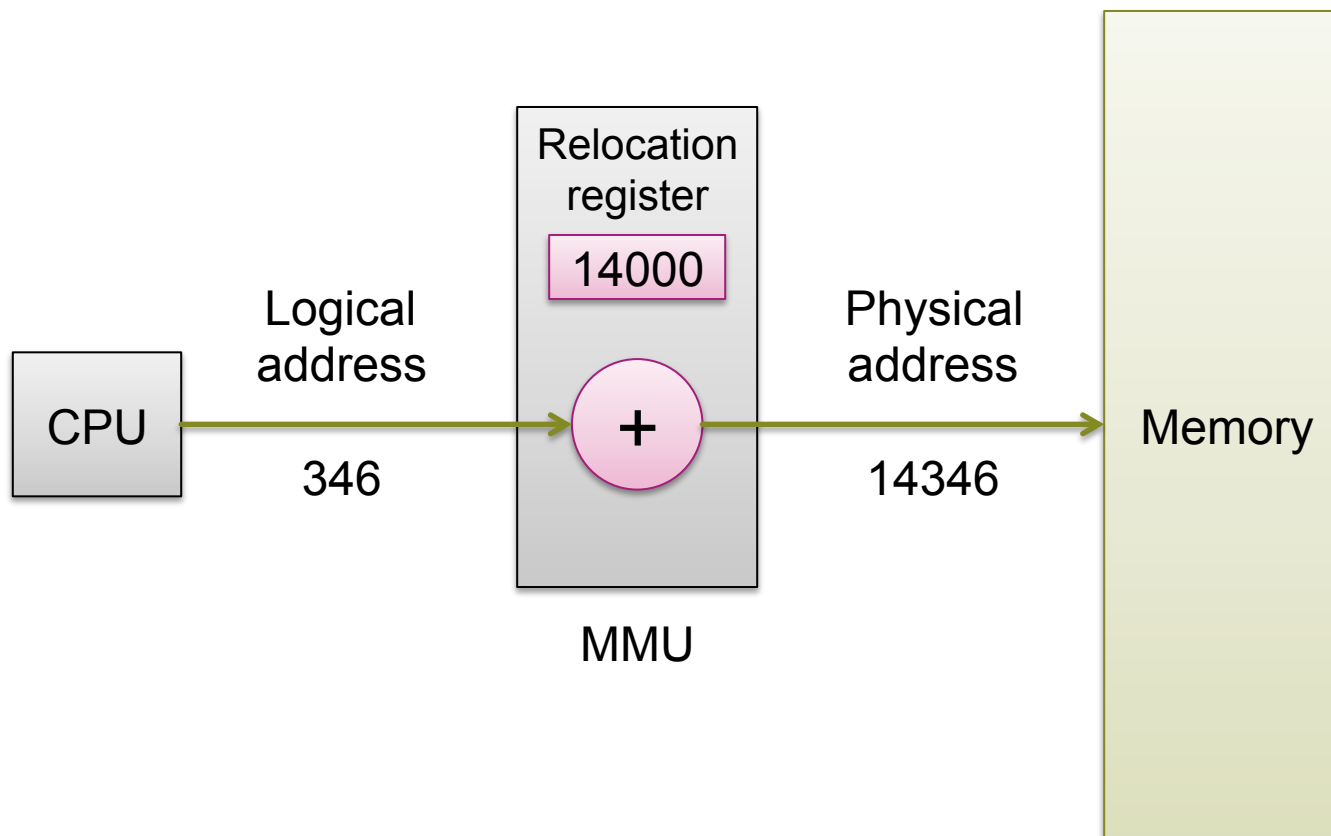 Relocation
register
14000
Logical
address
Physical
address
CPU
+
Memory
346
14346
MMU